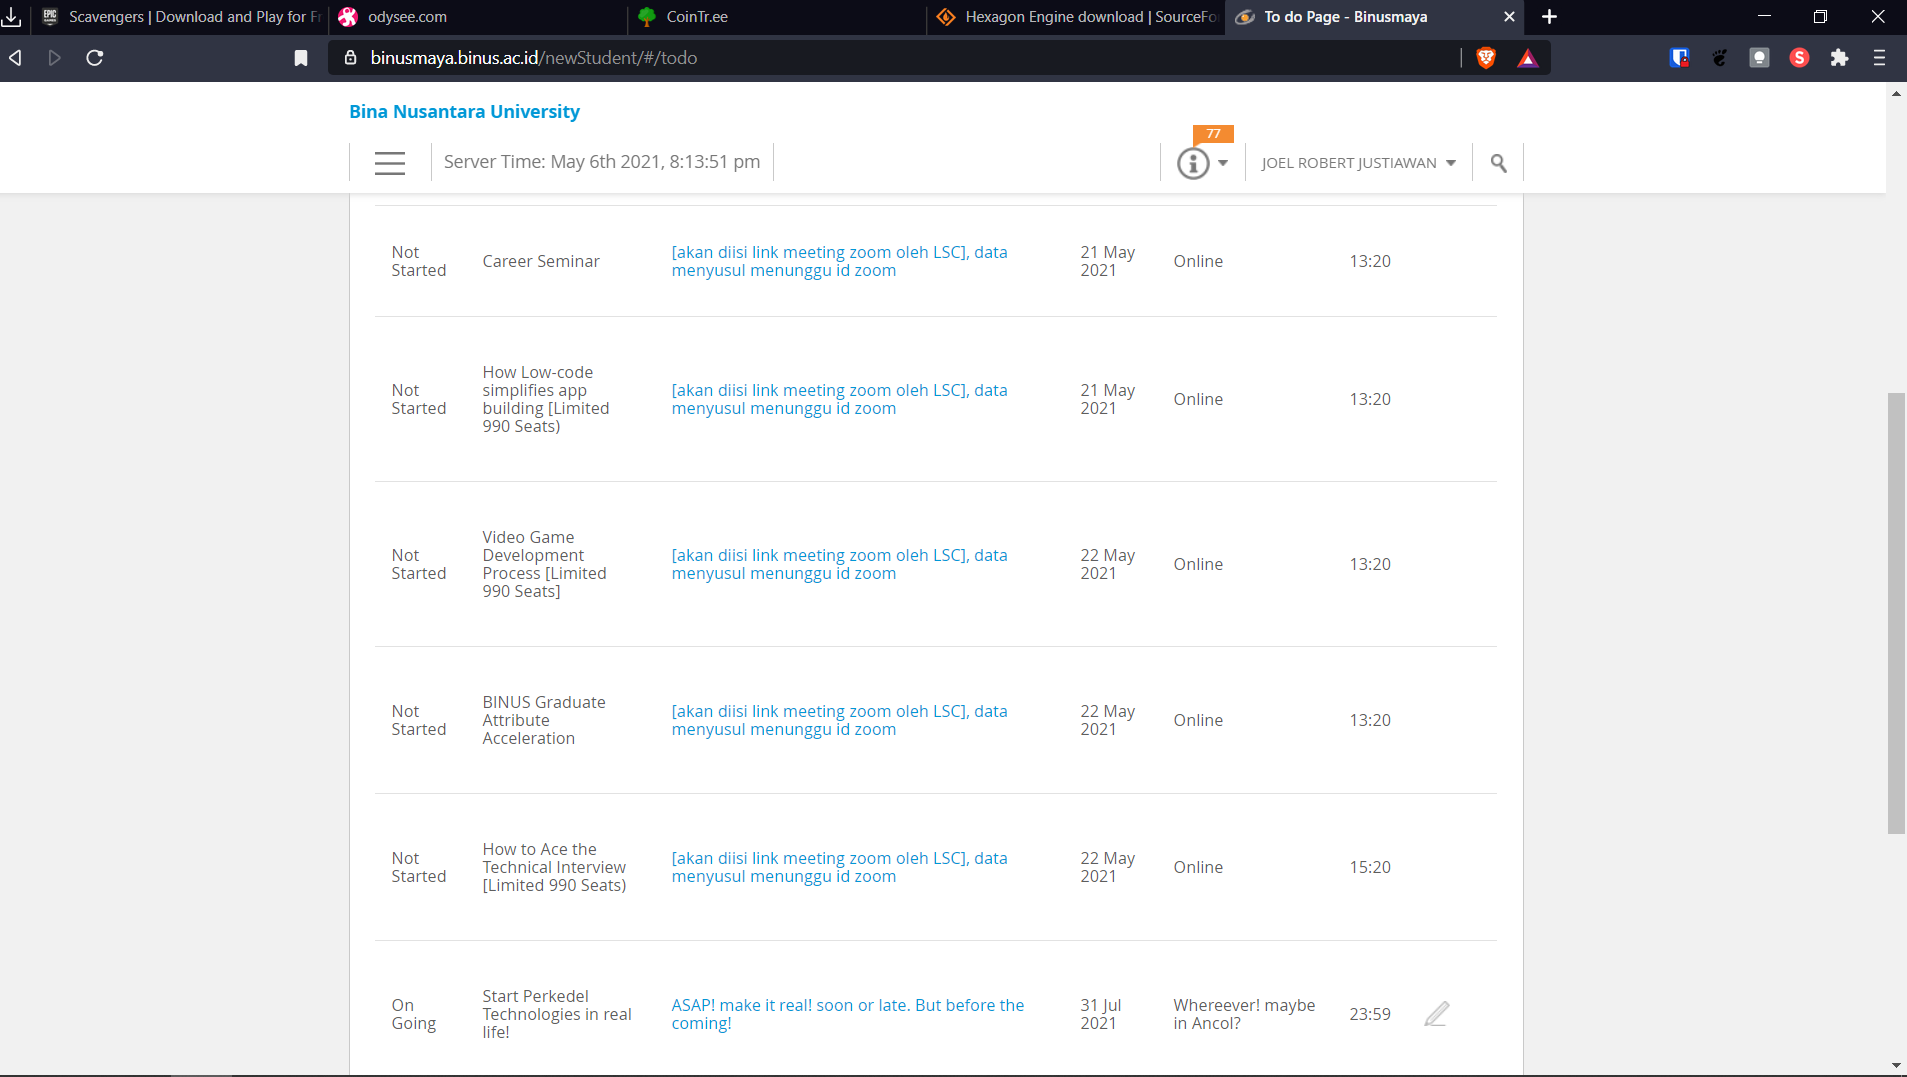 Scavengers | Download and Play for Fr
odysee.com
CoinTr.ee
Hexagon Engine download | SourceFo
To do Page - Binusmaya
binusmaya.binus.ac.id/newStudent/#/todo
Bina Nusantara University
77
Server Time: May 6th 2021, 8:13:51 pm
JOEL ROBERT JUSTIAWAN
Not
Started
Career Seminar
[akan diisi link meeting zoom oleh LSC], data
menyusul menunggu id zoom
21 May
2021
Online
13:20
Not
Started
How Low-code
simplifies app
building [Limited
990 Seats)
[akan diisi link meeting zoom oleh LSC], data
menyusul menunggu id zoom
21 May
2021
Online
13:20
Not
Started
Video Game
Development
Process [Limited
990 Seats]
[akan diisi link meeting zoom oleh LSC], data
menyusul menunggu id zoom
22 May
2021
Online
13:20
Not
Started
BINUS Graduate
Attribute
Acceleration
[akan diisi link meeting zoom oleh LSC], data
menyusul menunggu id zoom
22 May
2021
Online
13:20
Not
Started
How to Ace the
Technical Interview
[Limited 990 Seats)
[akan diisi link meeting zoom oleh LSC], data
menyusul menunggu id zoom
22 May
2021
Online
15:20
On
Going
Start Perkedel
Technologies in real
life!
ASAP! make it real! soon or late. But before the
coming!
31 Jul
2021
Whereever! maybe
in Ancol?
23:59